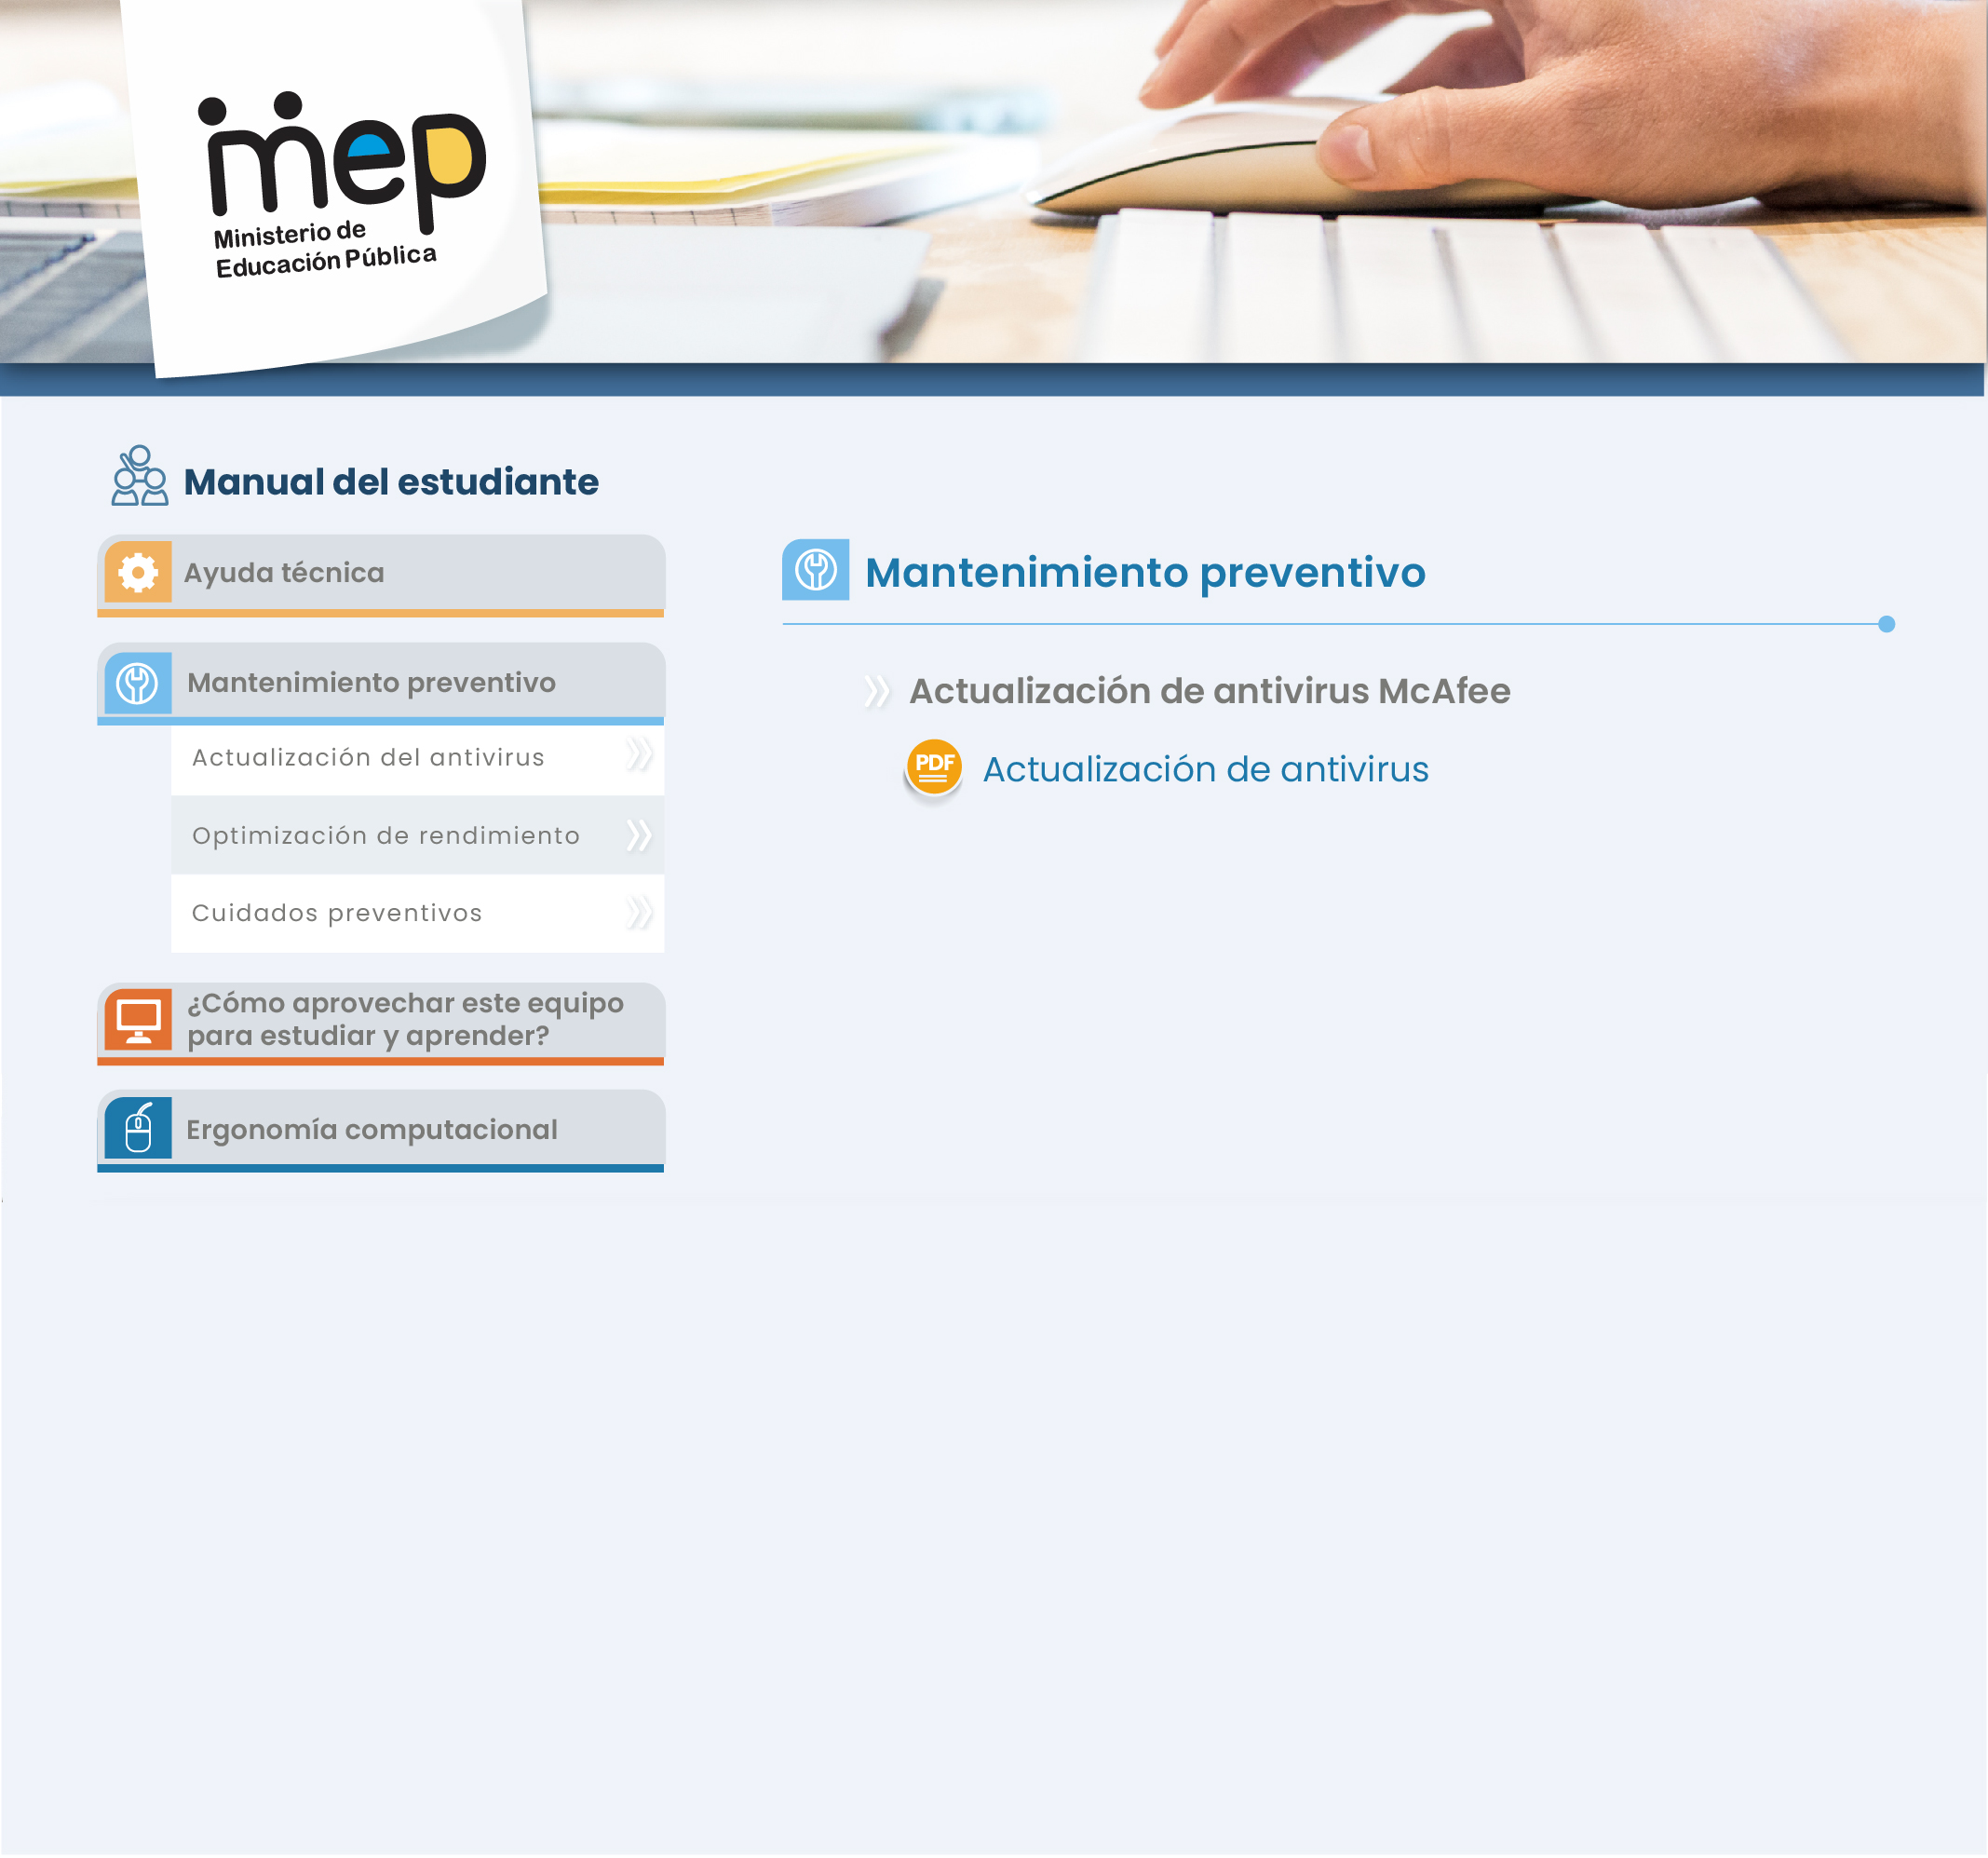 mep
Ministerio de
Educación Pública
Manual del estudiante
Ayuda técnica
Mantenimiento preventivo
Actualización del antivirus
Optimización de rendimiento
Cuidados preventivos
¿Cómo aprovechar este equipo
para estudiar y aprender?
Ergonomía computacional
Mantenimiento preventivo
Actualización de antivirus McAfee
PDF
Actualización de antivirus